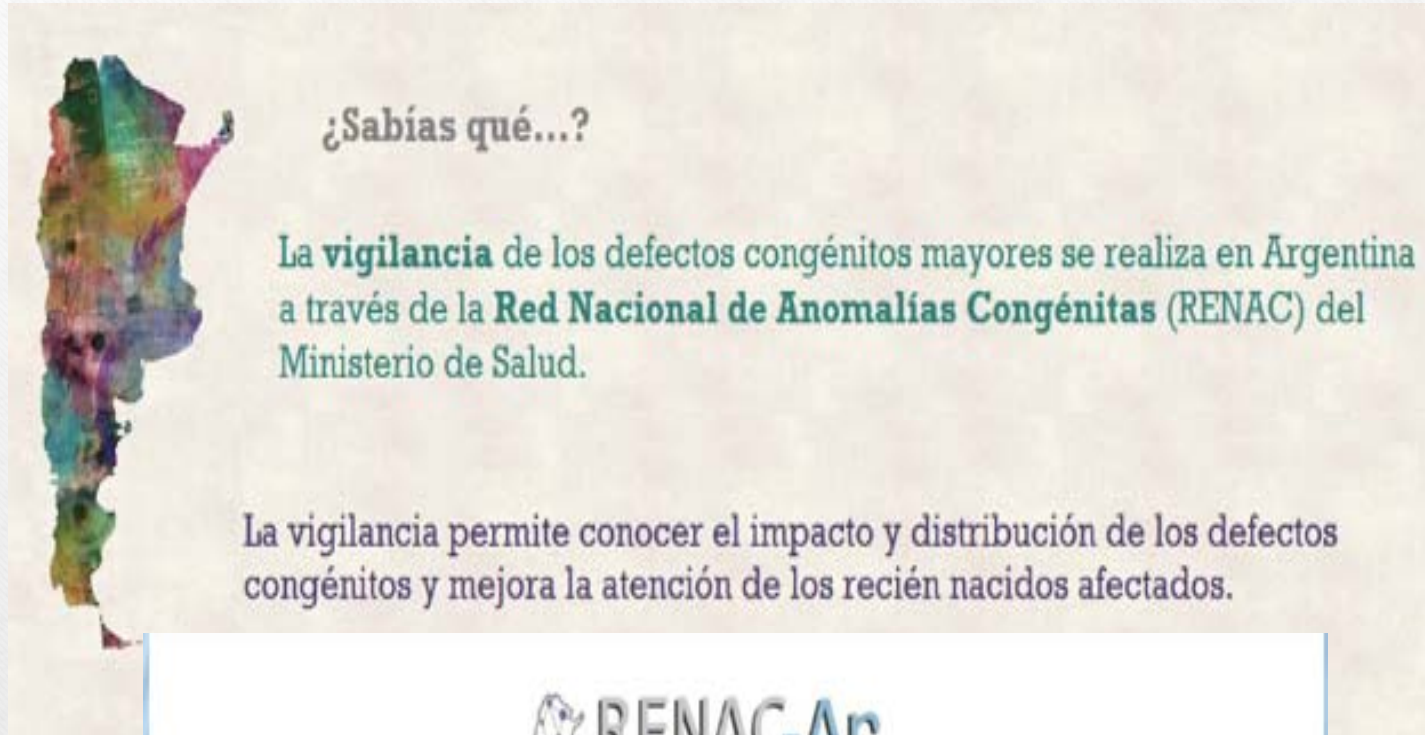 ¿Sabías qué...?
La vigilancia de los defectos congénitos mayores se realiza en Argentina
a través de la Red Nacional de Anomalías Congénitas (RENAC) del
Ministerio de Salud.
La vigilancia permite conocer el impacto y distribución de los defectos
congénitos y mejora la atención de los recién nacidos afectados.
RENAC-Ar